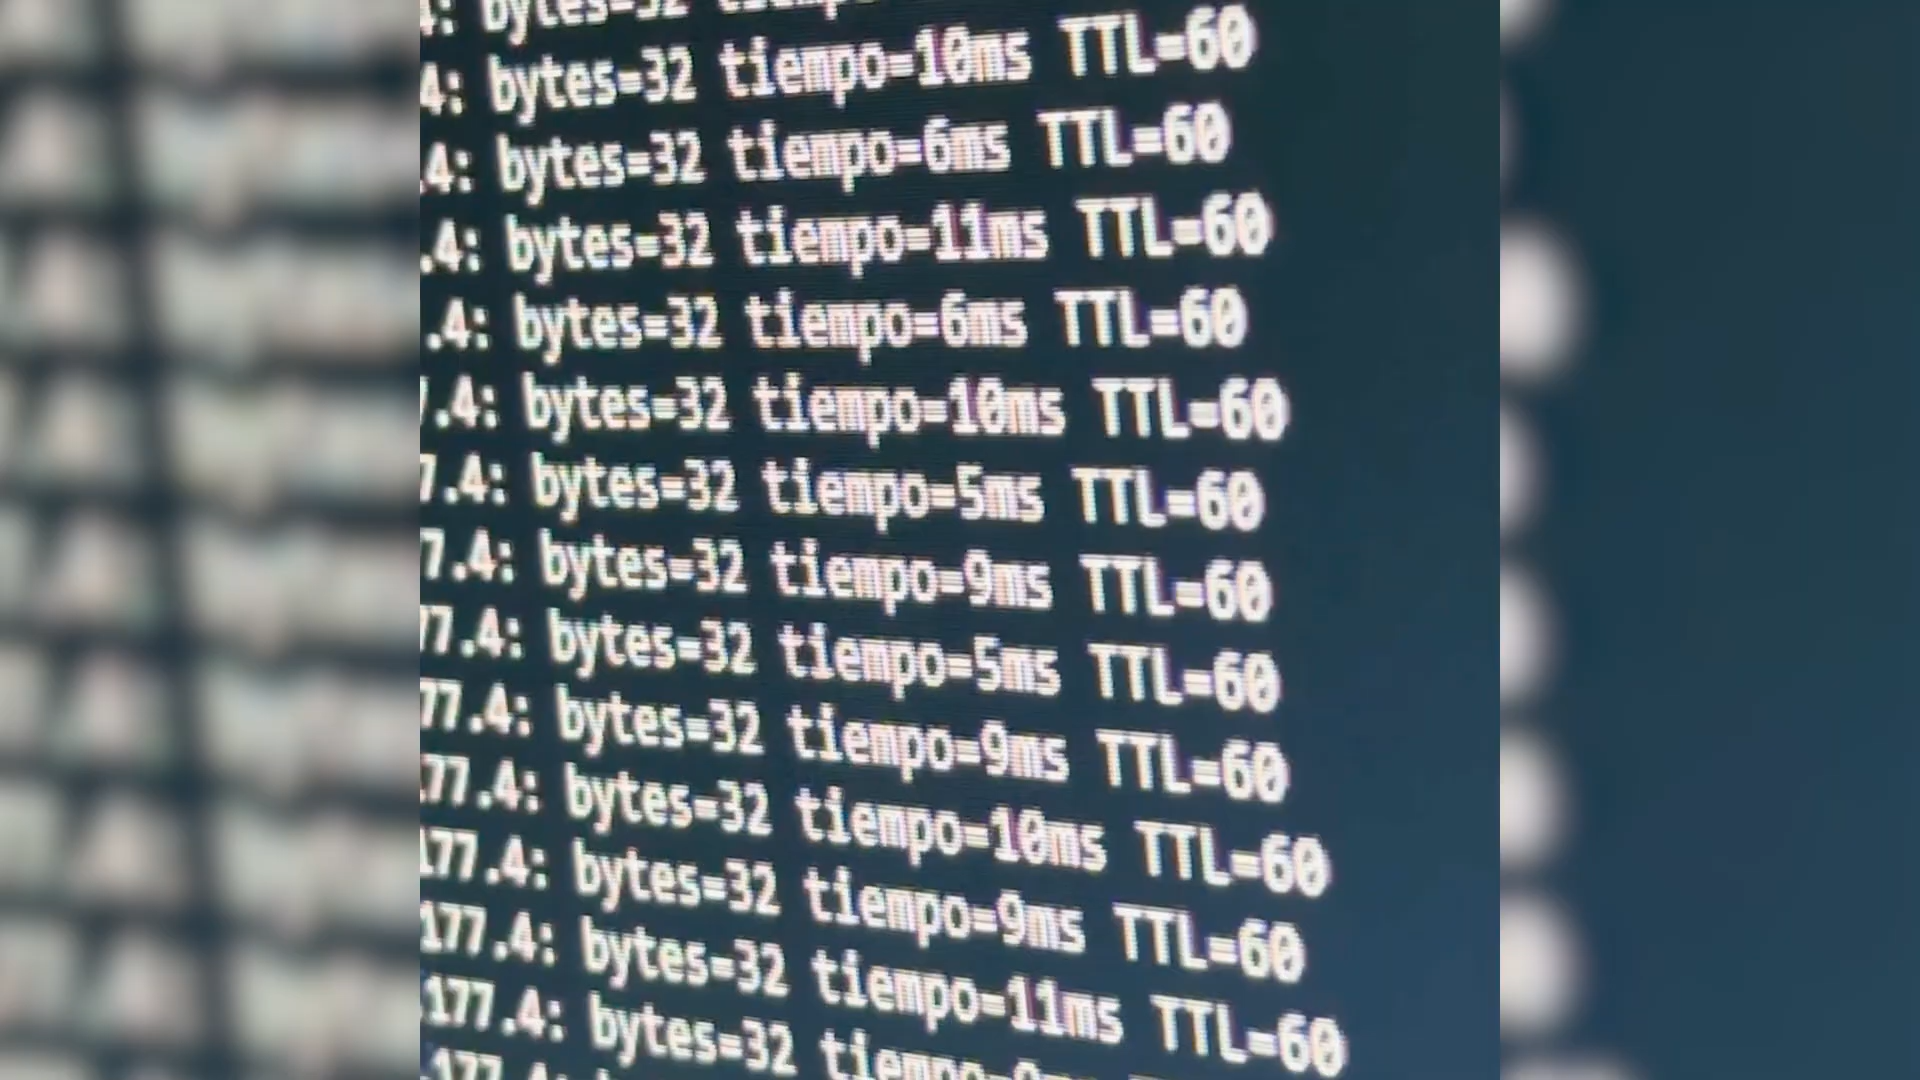 4: bytes=32
4: bytes=32 tiempo=10ms TTL=60
.4: bytes=32 tiempo=6ms TTL=60
.4: bytes=32 tiempo=11ms TTL=60
.4: bytes=32 tiempo=6ms TTL=60
7.4: bytes=32 tiempo=10ms TTL=60
7.4: bytes=32 tiempo=5ms TTL=60
7.4: bytes=32 tiempo=9ms TTL=60
77.4: bytes=32 tiempo=5ms TTL=60
77.4: bytes=32 tiempo=9ms TTL=60
77.4: bytes=32 tiempo=10ms TTL=60
177.4: bytes=32 tiempo=9ms TTL=60
177.4: bytes=32 tiempo=11ms TTL=60
177.4: bytes=32